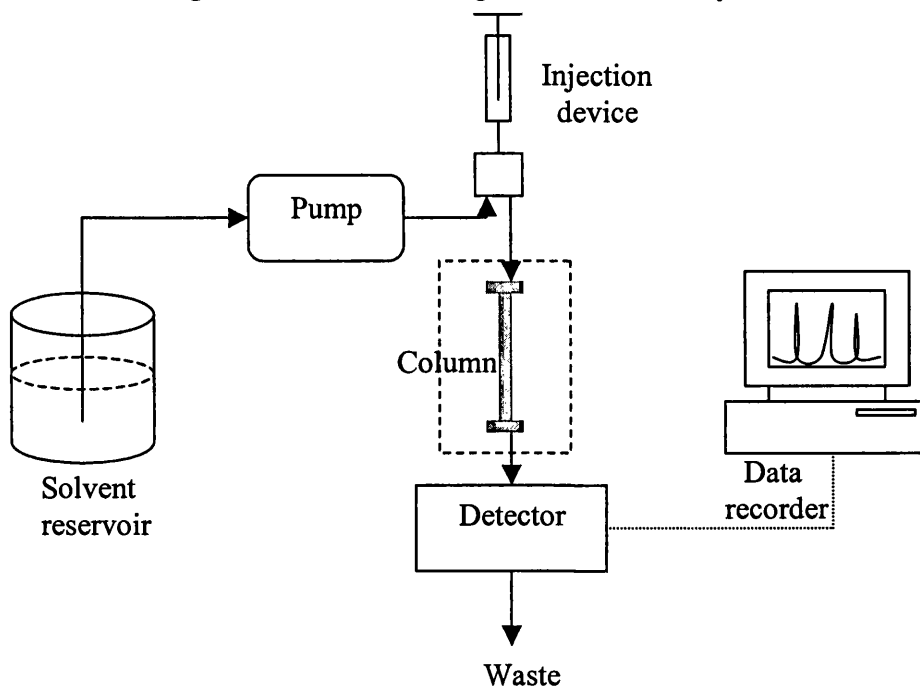 Injection
device
Pump
Column
Solvent
reservoir
Detector
Data
recorder
Waste